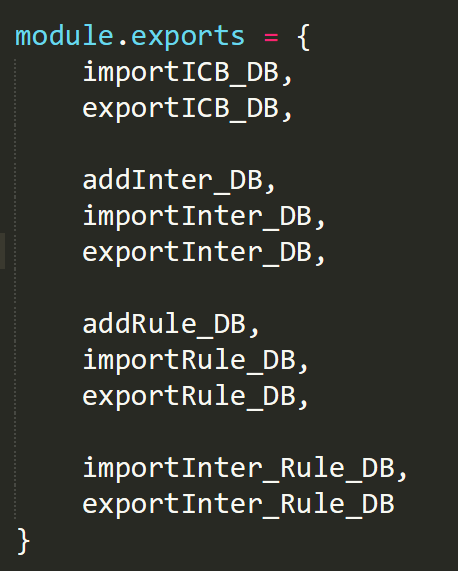 module.exports = {
importICB_DB,
exportICB_DB,
addInter_DB,
importInter_DB,
exportInter_DB,
addRule_DB,
importRule_DB,
exportRule_DB,
importInter_Rule_DB,
exportInter_Rule_DB
}